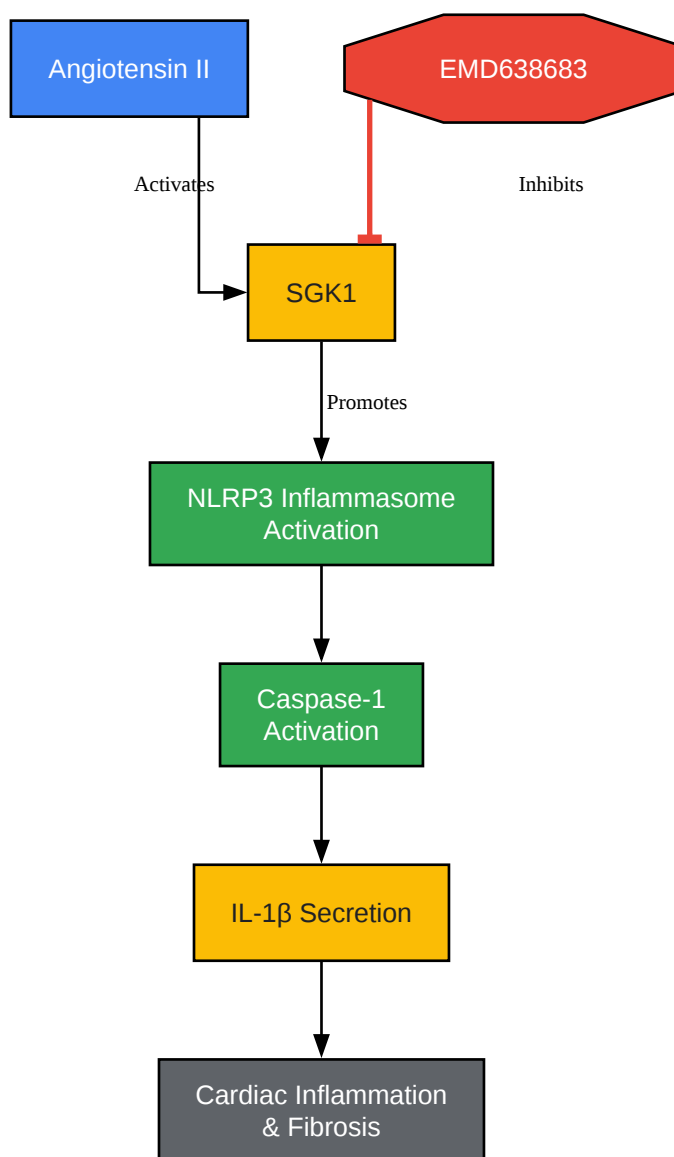 Angiotensin II
EMD638683
Activates
Inhibits
SGK1
Promotes
NLRP3 Inflammasome
Activation
Caspase-1
Activation
IL-1β Secretion
Cardiac Inflammation
& Fibrosis